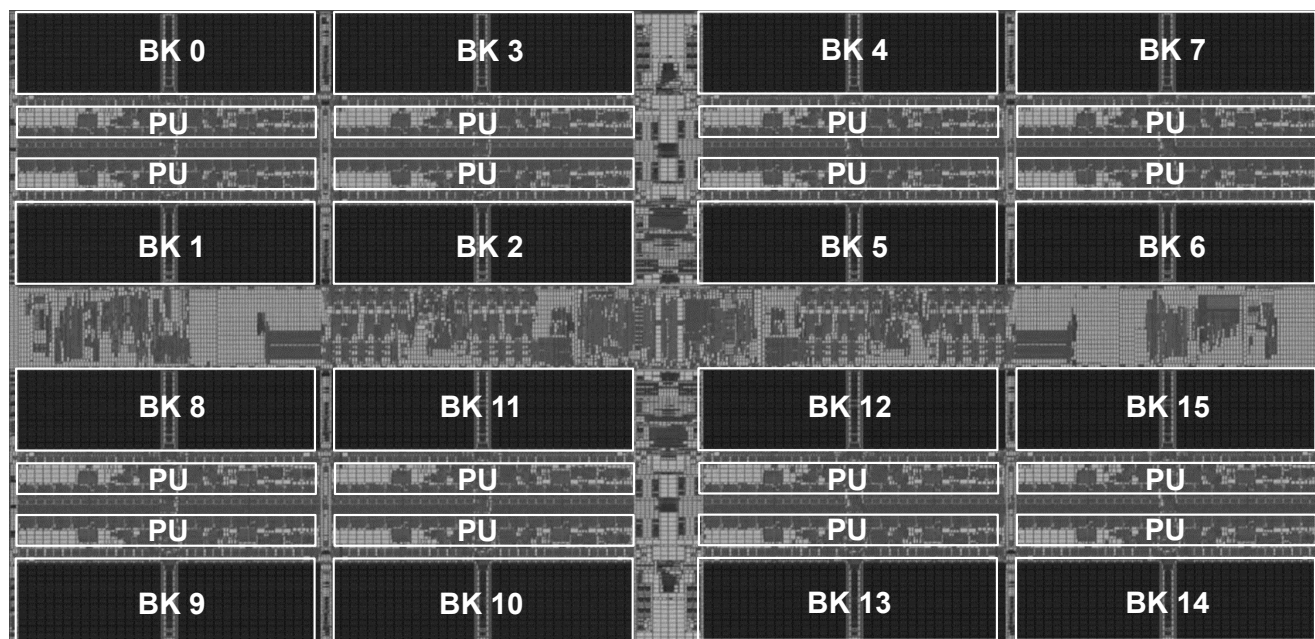 BK 0 BK 3 BK 4 BK 7
PU PU PU PU
PU PU PU PU
BK 1 BK 2 BK 5 BK 6
BK 8 BK 11 BK 12 BK 15
PU PU PU PU
PU PU PU PU
BK 9 BK 10 BK 13 BK 14